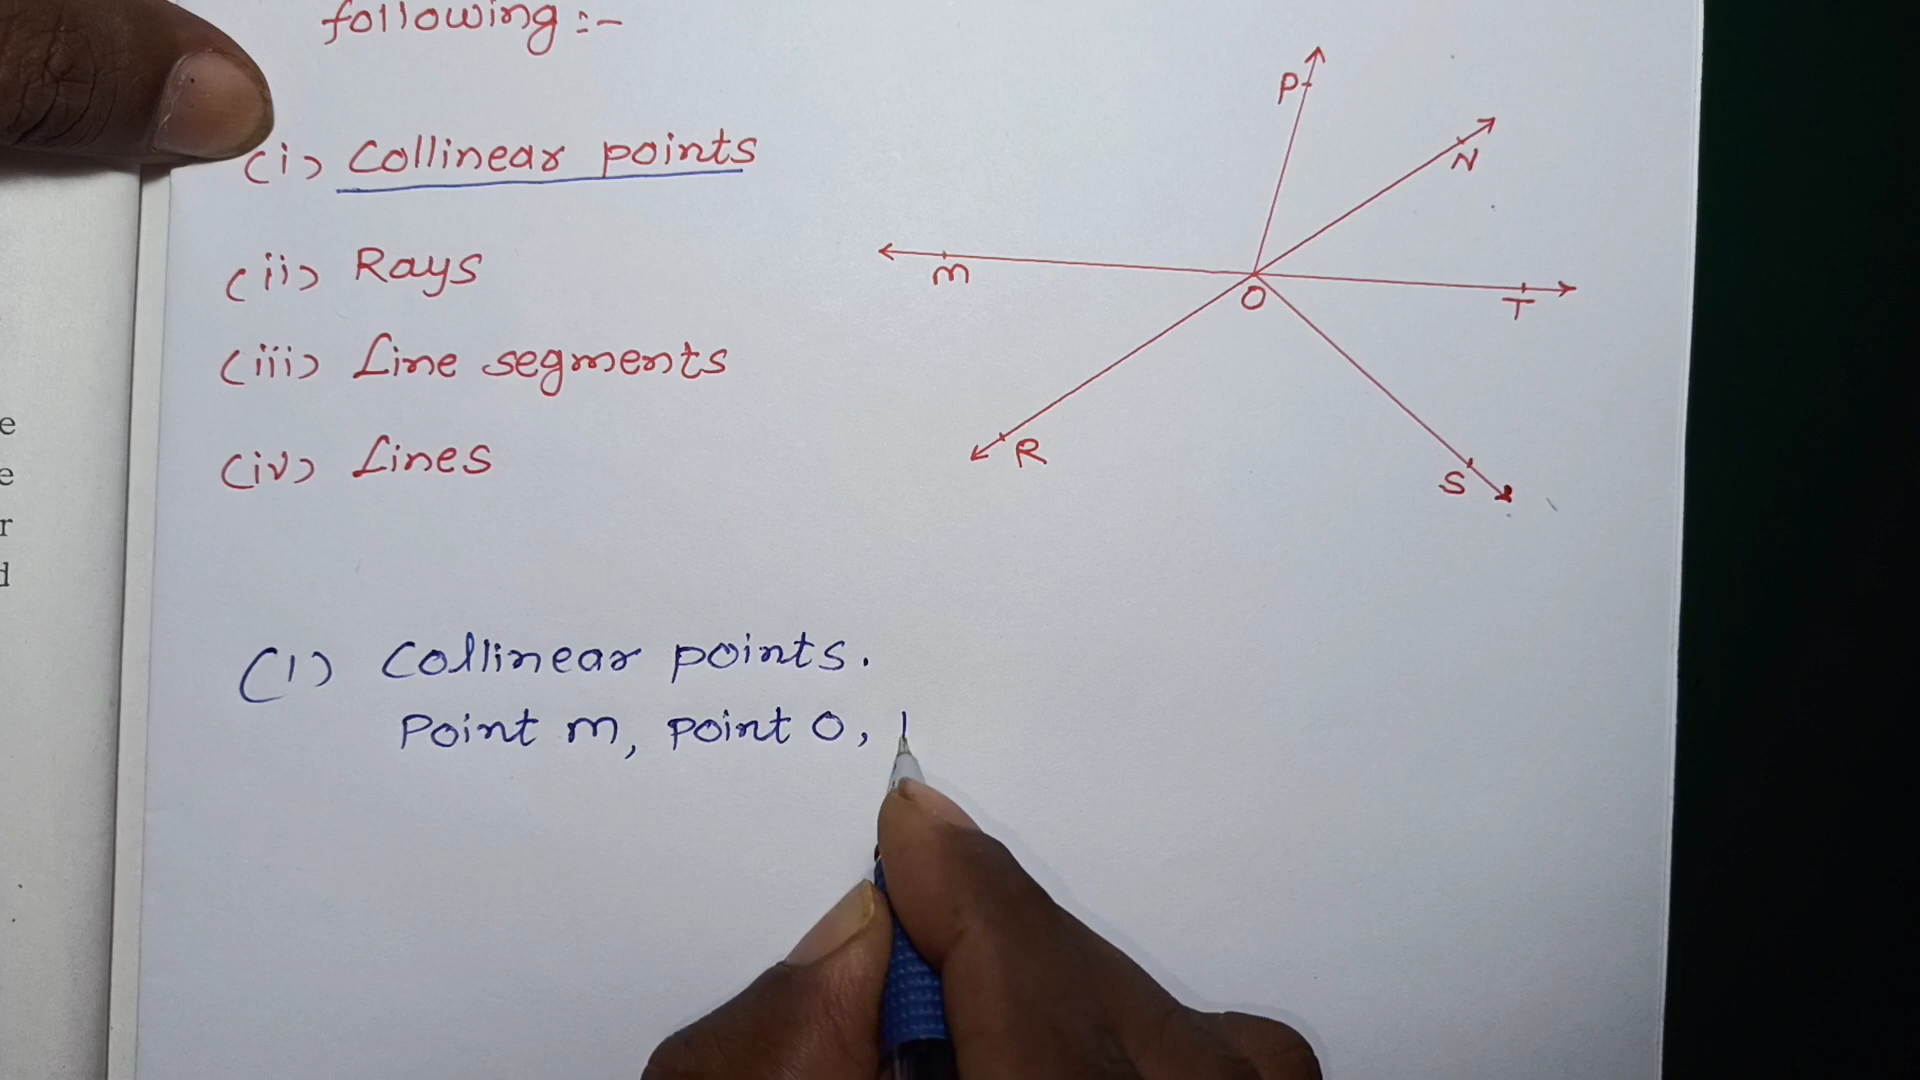 following :-
(i) Collinear points
(ii) Rays
(iii) Line segments
(iv) Lines
P
N
M
O
T
R
S
(1) Collinear points.
Point M, point O,
e
e
r
d